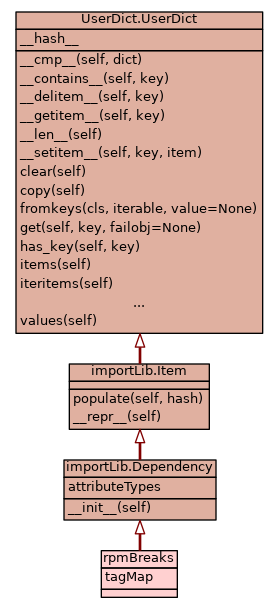 UserDict.UserDict
__hash__
__cmp__(self, dict)
__contains__(self, key)
__delitem__(self, key)
__getitem__(self, key)
__len__(self)
__setitem__(self, key, item)
clear(self)
copy(self)
fromkeys(cls, iterable, value=None)
get(self, key, failobj=None)
has_key(self, key)
items(self)
iteritems(self)
...
values(self)
importLib.Item
populate(self, hash)
__repr__(self)
importLib.Dependency
attributeTypes
__init__(self)
rpmBreaks
tagMap